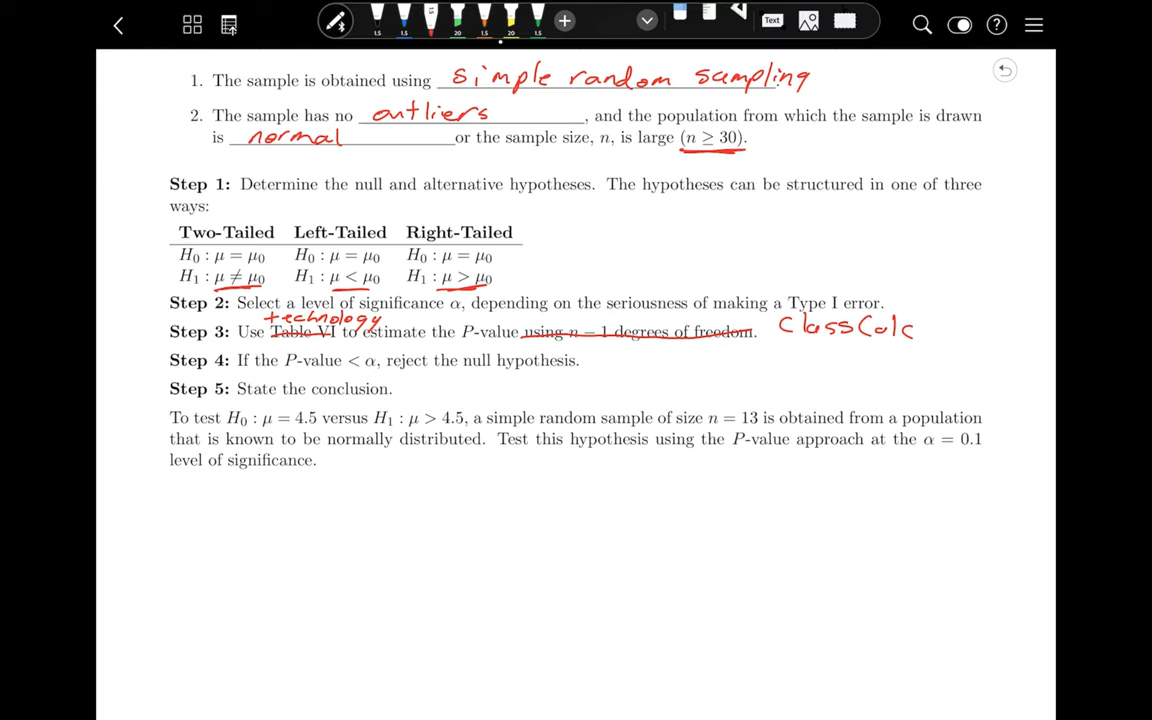 Text
1. The sample is obtained using simple random sampling.
2. The sample has no outliers, and the population from which the sample is drawn
is normal or the sample size, n, is large (n ≥ 30).
Step 1: Determine the null and alternative hypotheses. The hypotheses can be structured in one of three
ways:
Two-Tailed Left-Tailed Right-Tailed
H₀ : μ = μ₀ H₀ : μ = μ₀ H₀ : μ = μ₀
H₁ : μ ≠ μ₀ H₁ : μ < μ₀ H₁ : μ > μ₀
Step 2: Select a level of significance α, depending on the seriousness of making a Type I error.
technology
Step 3: Use Table VI to estimate the P-value using n − 1 degrees of freedom. ClassCalc
Step 4: If the P-value < α, reject the null hypothesis.
Step 5: State the conclusion.
To test H₀ : μ = 4.5 versus H₁ : μ > 4.5, a simple random sample of size n = 13 is obtained from a population
that is known to be normally distributed. Test this hypothesis using the P-value approach at the α = 0.1
level of significance.